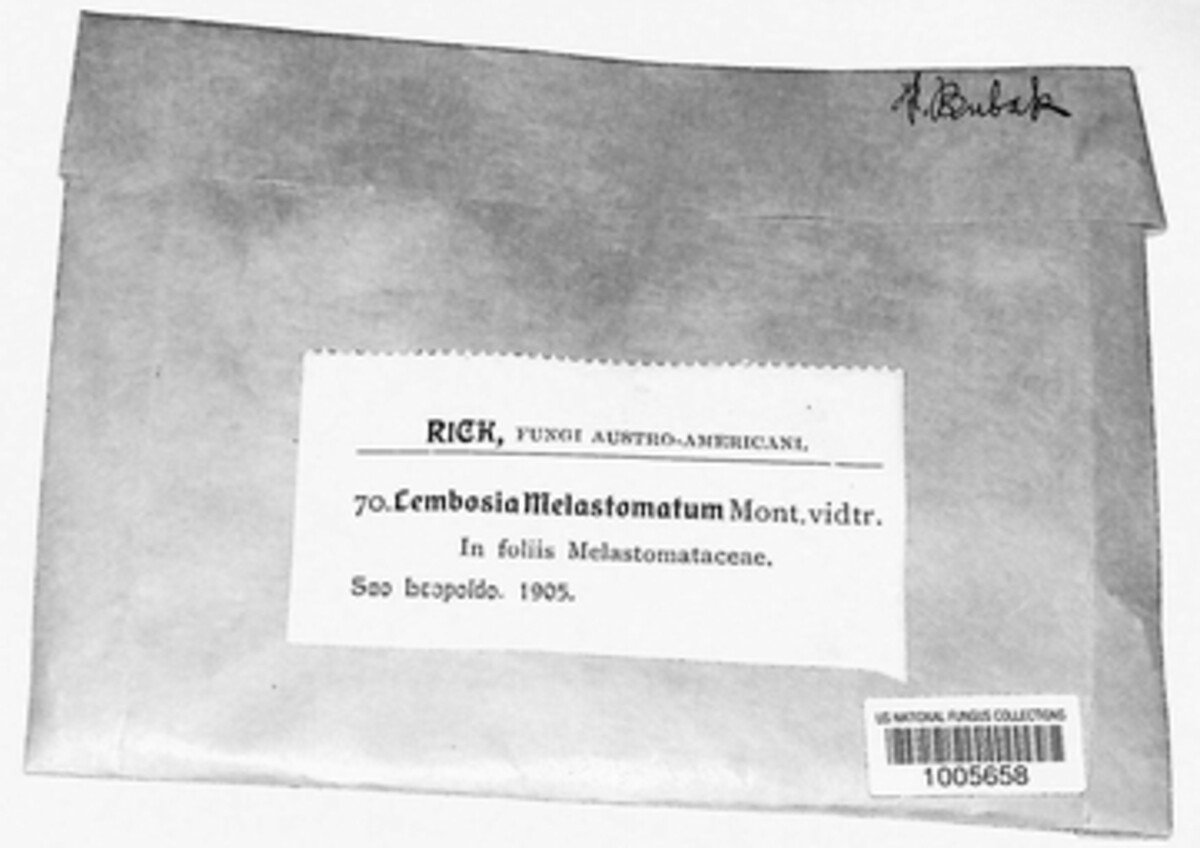 F. Bubak
RICK, FUNGI AUSTRO-AMERICANI.
70. Lembosia Melastomatum Mont. vidtr.
In foliis Melastomataceae.
Sao Leopoldo. 1905.
US NATIONAL FUNGUS COLLECTIONS
1005658